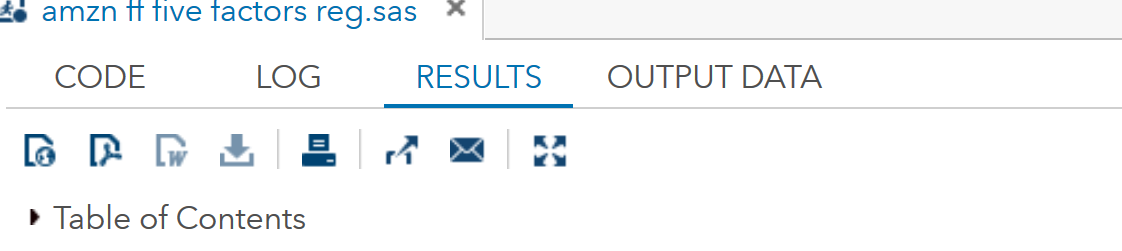 amzn ff five factors reg.sas
CODE LOG RESULTS OUTPUT DATA
Table of Contents